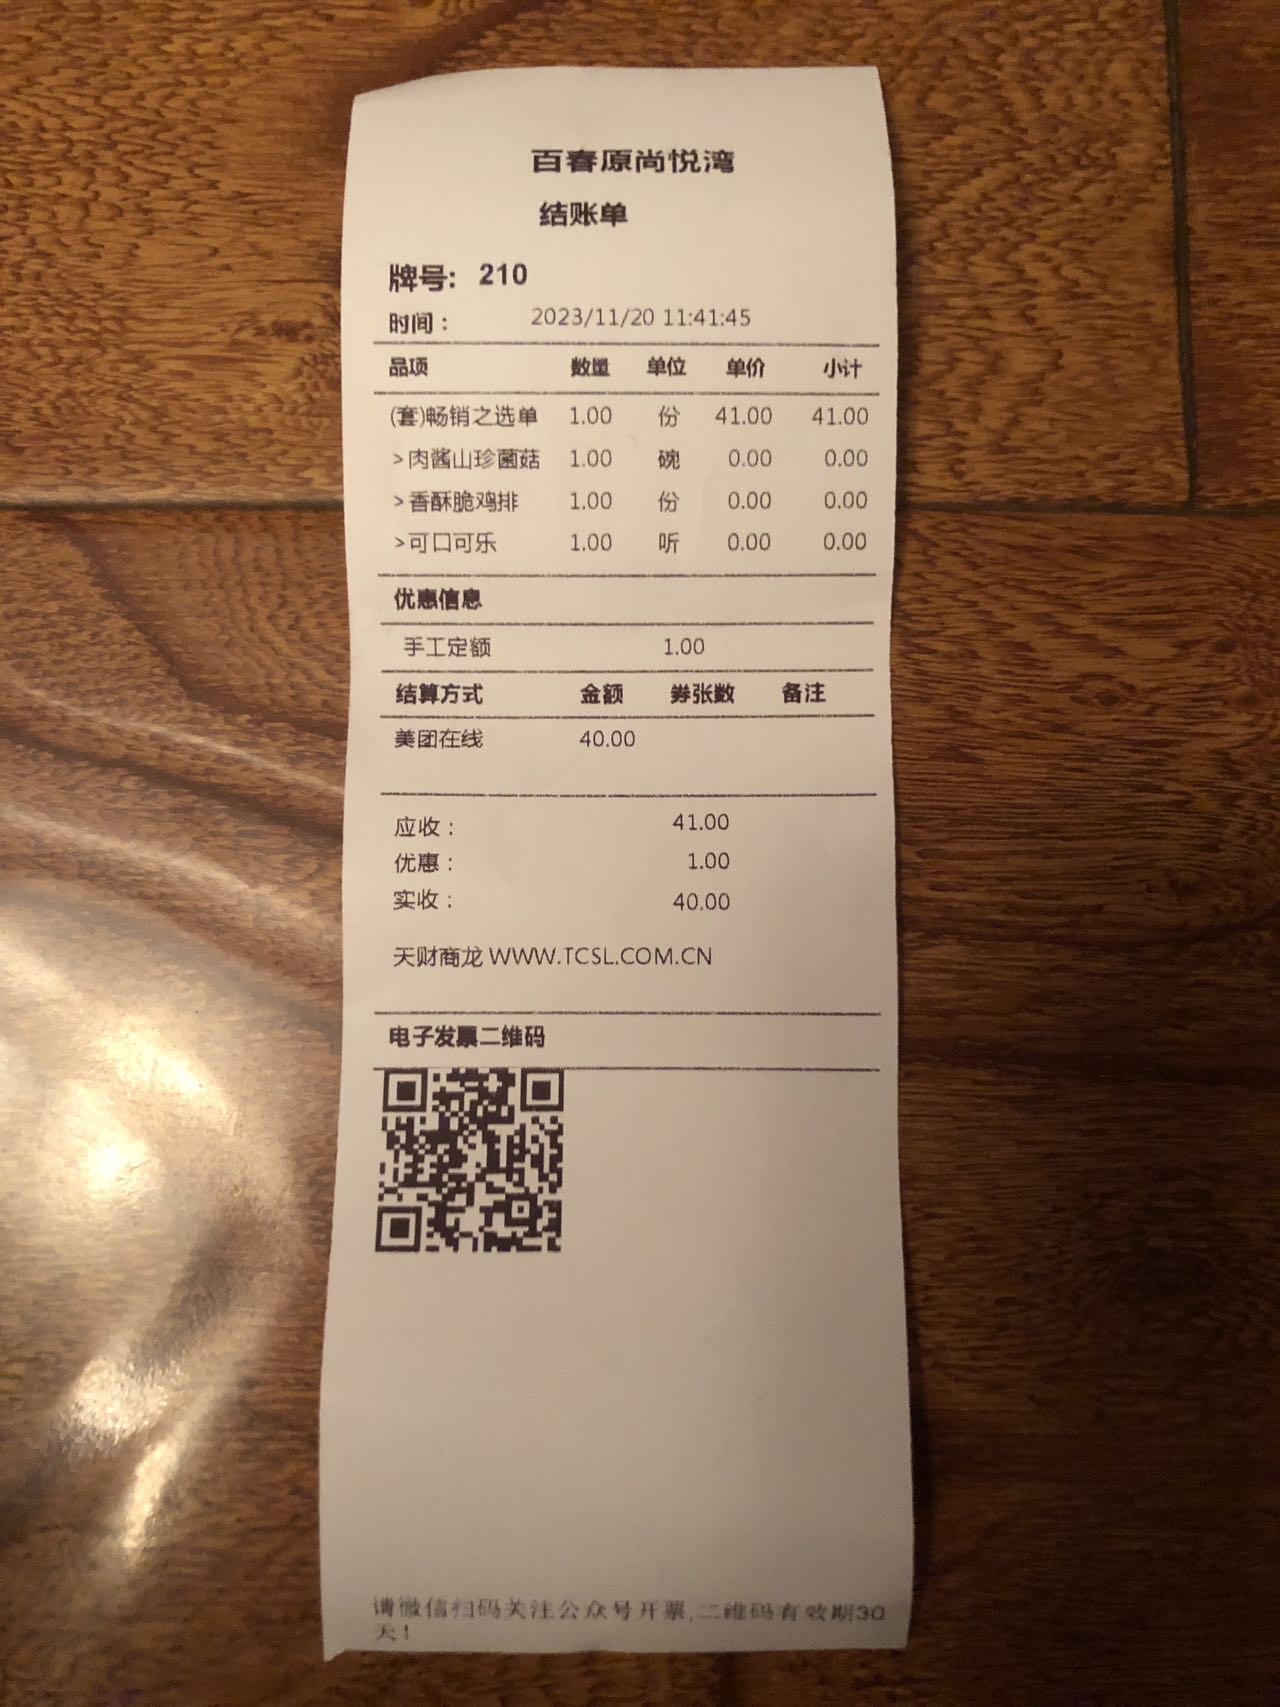 百春原尚悦湾
结账单
牌号: 210
时间： 2023/11/20 11:41:45
品项 数量 单位 单价 小计
(套)畅销之选单 1.00 份 41.00 41.00
>肉酱山珍菌菇 1.00 碗 0.00 0.00
>香酥脆鸡排 1.00 份 0.00 0.00
>可口可乐 1.00 听 0.00 0.00
优惠信息
手工定额 1.00
结算方式 金额 券张数 备注
美团在线 40.00
应收： 41.00
优惠： 1.00
实收： 40.00
天财商龙 WWW.TCSL.COM.CN
电子发票二维码
请微信扫码关注公众号开票,二维码有效期30
天!